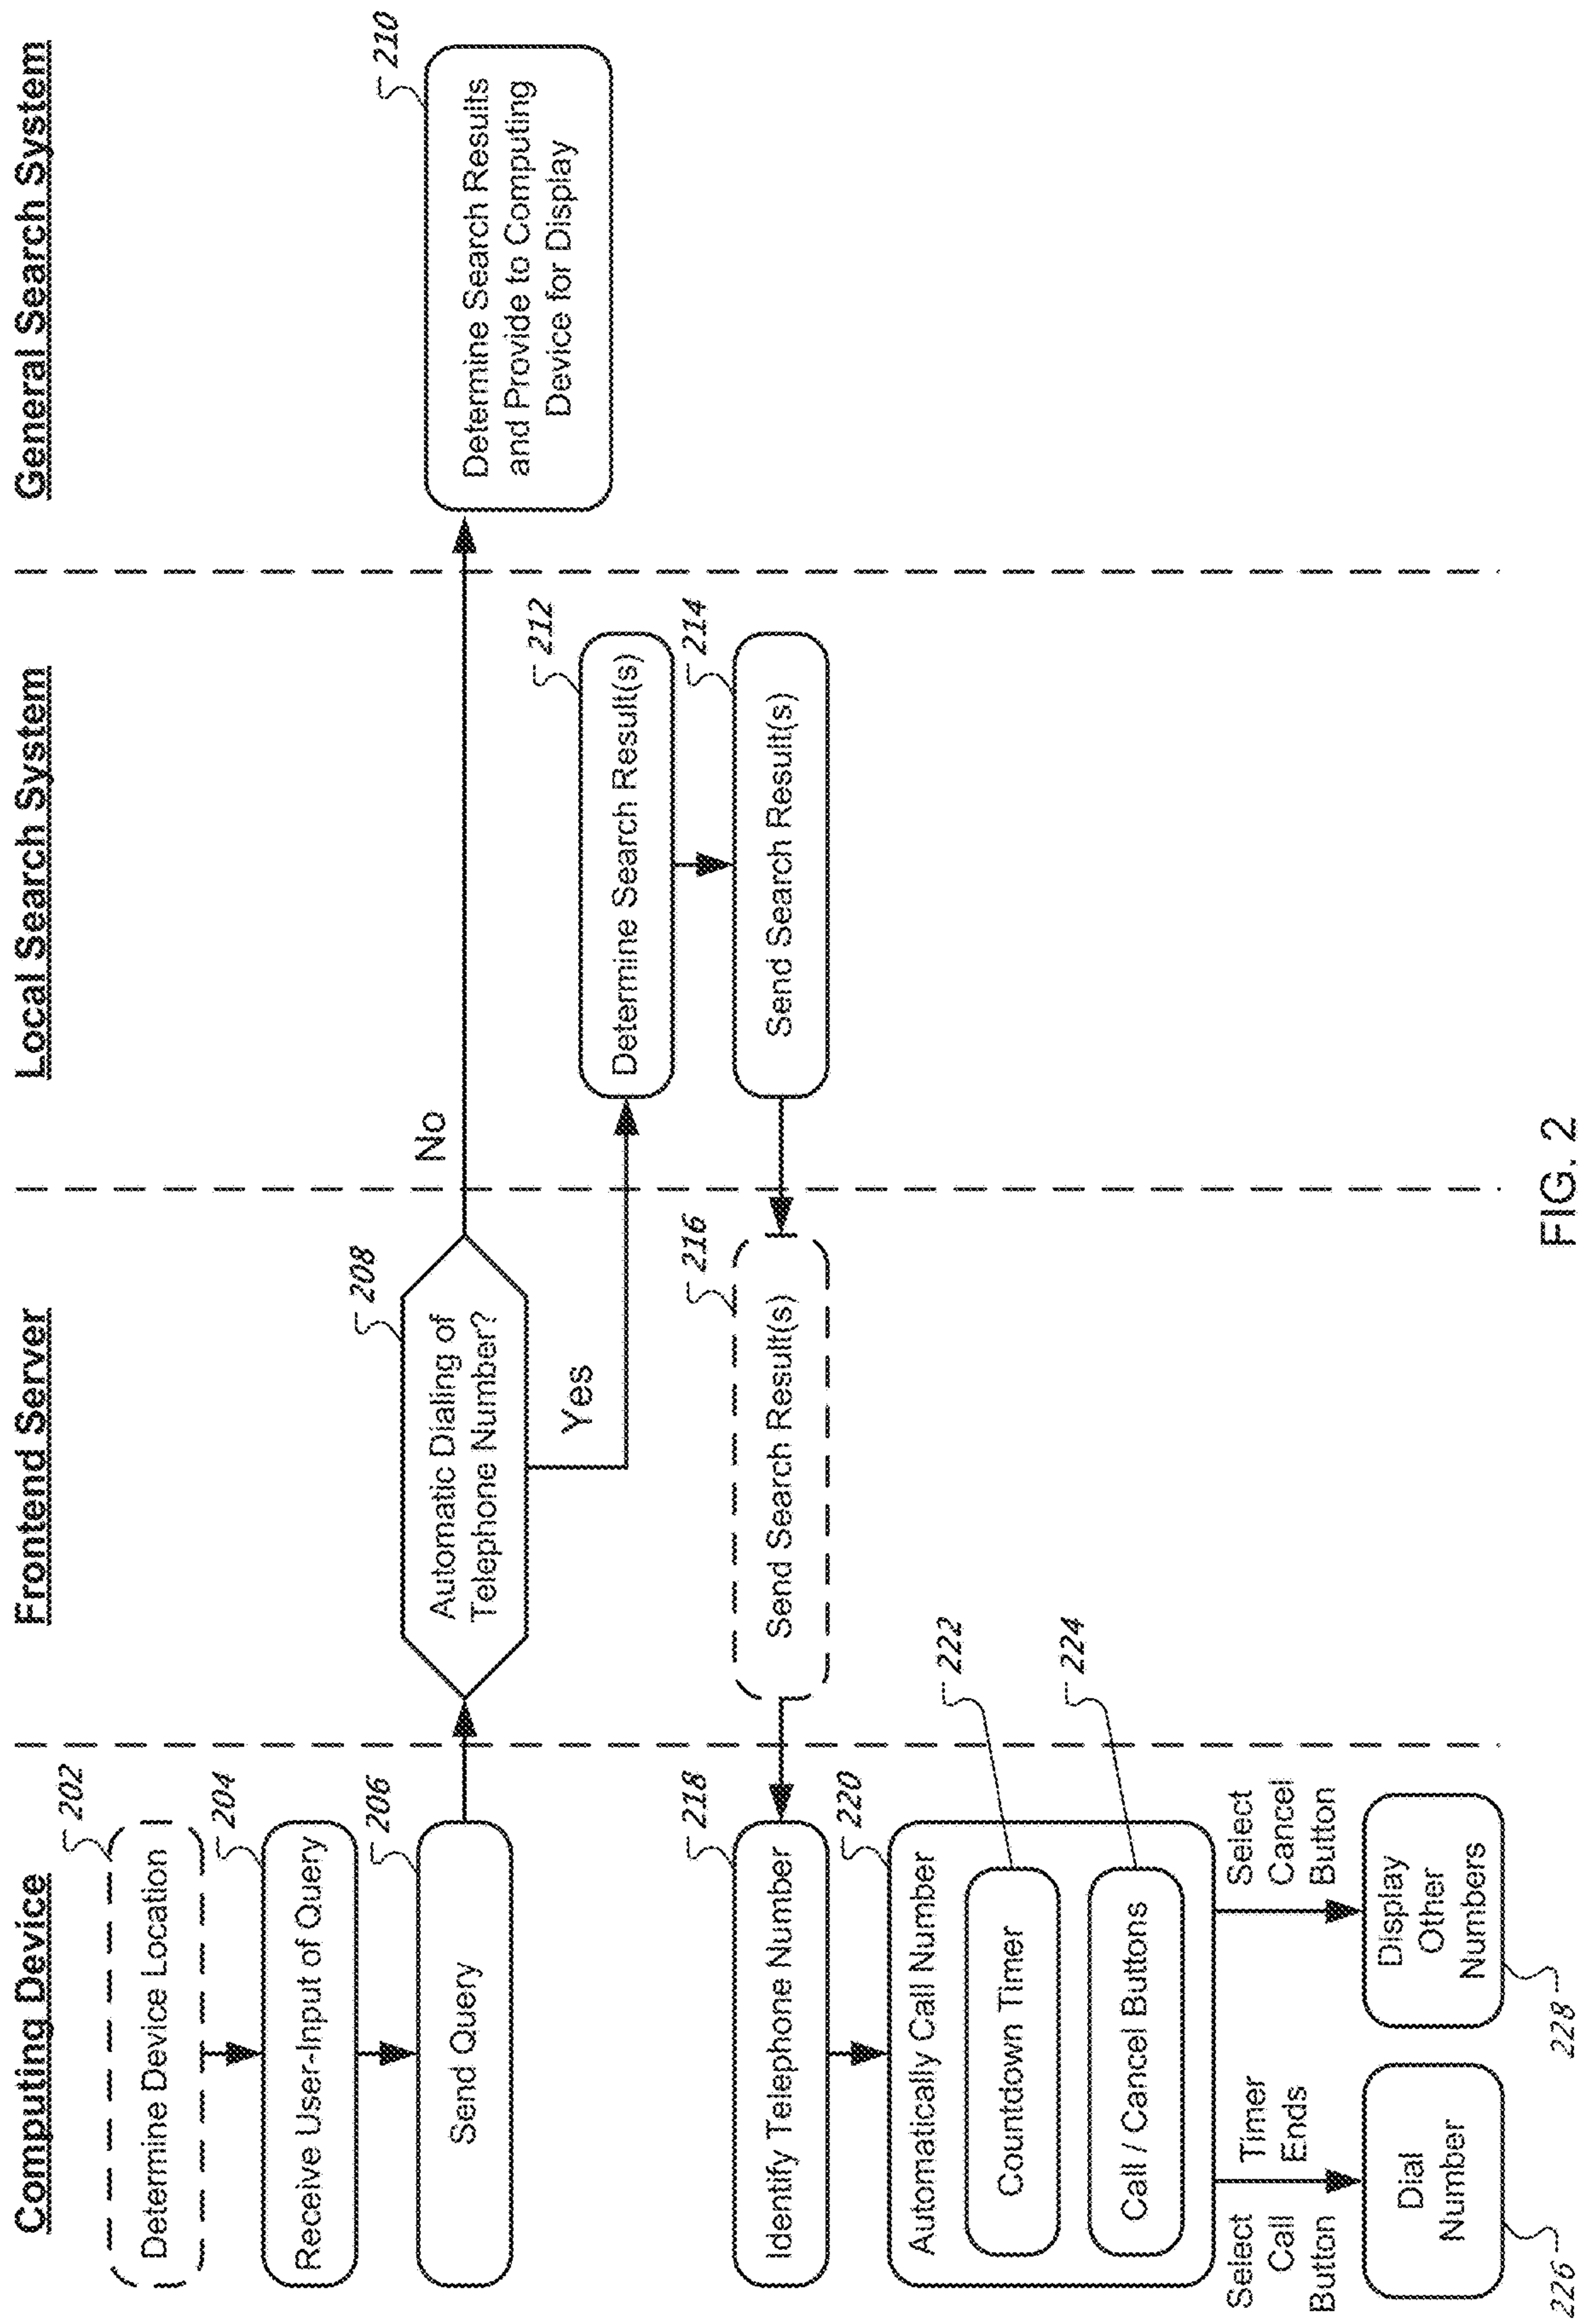 Computing Device
Frontend Server
Local Search System
General Search System
202
Determine Device Location
204
Receive User-Input of Query
206
Send Query
208
Automatic Dialing of
Telephone Number?
No
Yes
210
Determine Search Results
and Provide to Computing
Device for Display
212
Determine Search Result(s)
214
Send Search Result(s)
216
Send Search Result(s)
218
Identify Telephone Number
220
Automatically Call Number
222
Countdown Timer
224
Call / Cancel Buttons
Select
Call
Button
Timer
Ends
Select
Cancel
Button
Dial
Number
226
Display
Other
Numbers
228
FIG. 2